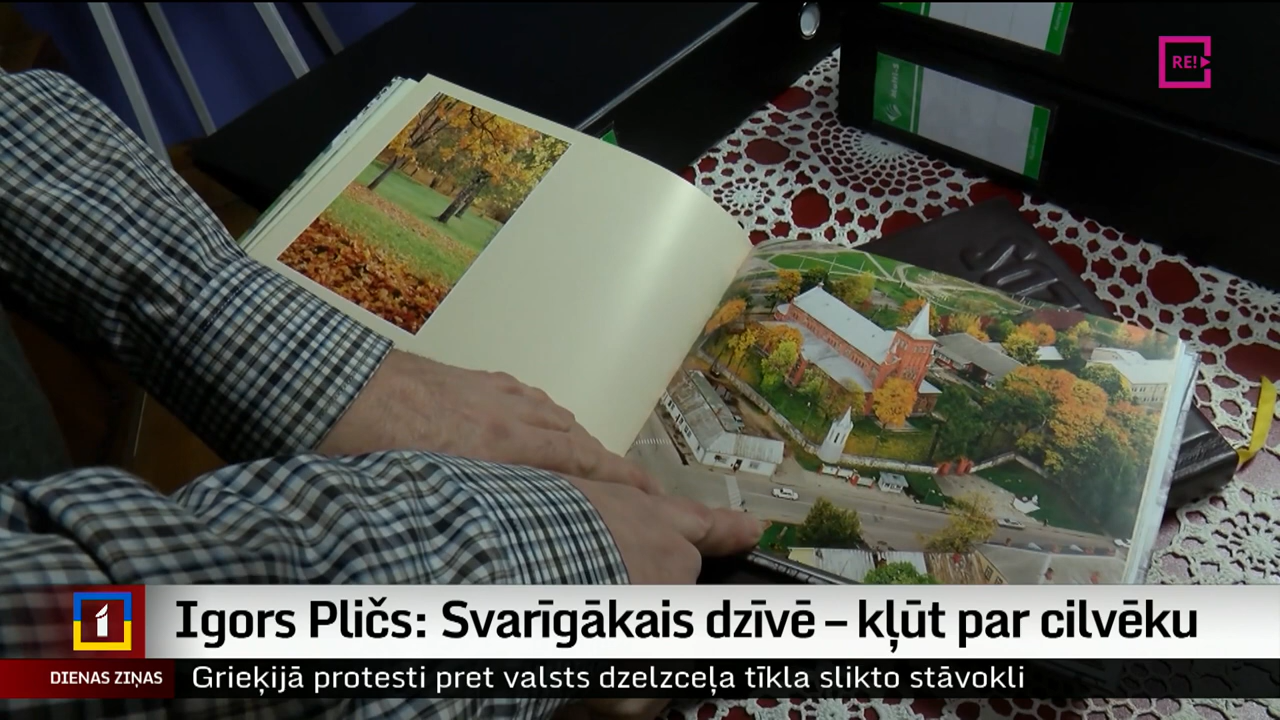 RE!
Multi-S
1
Igors Pličs: Svarīgākais dzīvē – kļūt par cilvēku
DIENAS ZIŅAS
Grieķijā protesti pret valsts dzelzceļa tīkla slikto stāvokli